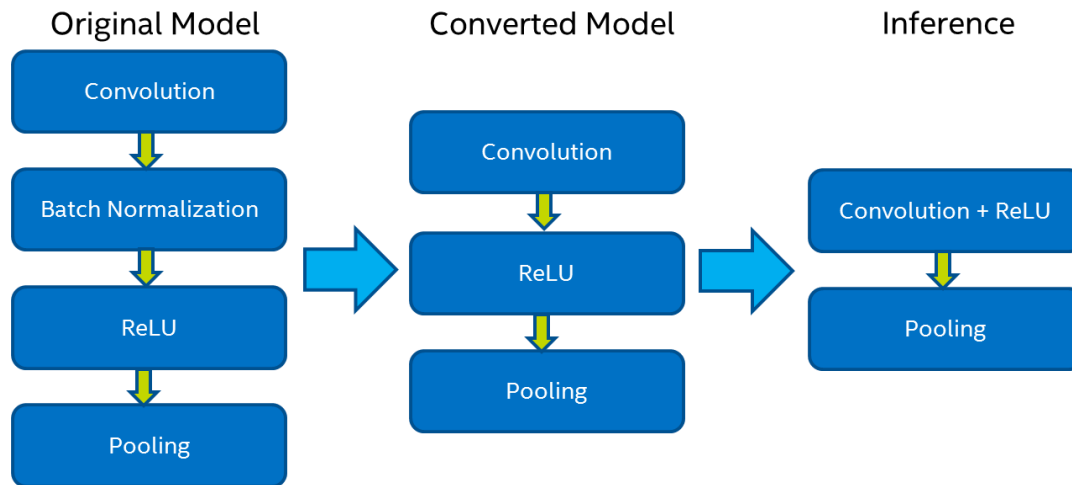 Original Model
Convolution
Batch Normalization
ReLU
Pooling
Converted Model
Convolution
ReLU
Pooling
Inference
Convolution + ReLU
Pooling